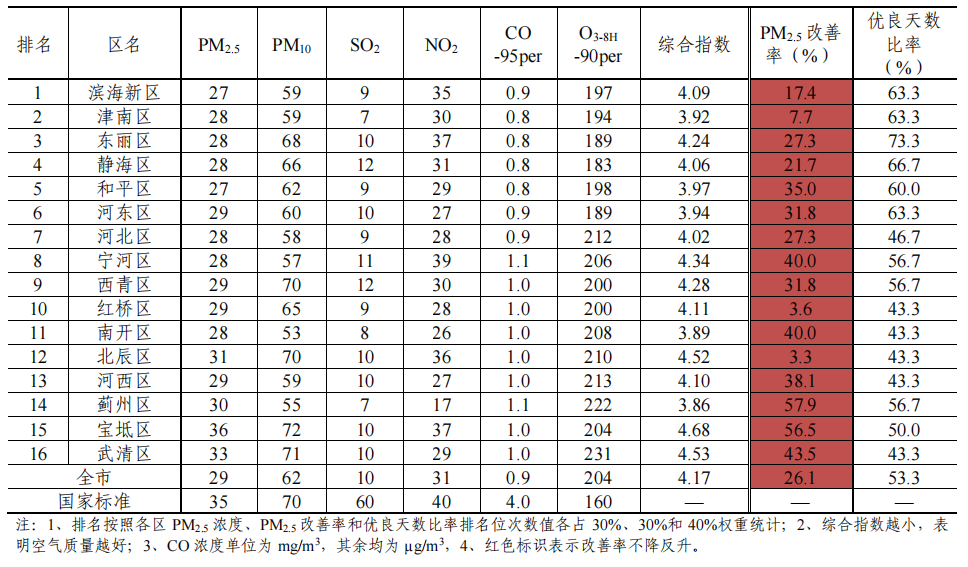 排名 区名 PM2.5 PM10 SO2 NO2 CO-95per O3-8H-90per 综合指数 PM2.5改善率（%） 优良天数比率（%）
1 滨海新区 27 59 9 35 0.9 197 4.09 17.4 63.3
2 津南区 28 59 7 30 0.8 194 3.92 7.7 63.3
3 东丽区 28 68 10 37 0.8 189 4.24 27.3 73.3
4 静海区 28 66 12 31 0.8 183 4.06 21.7 66.7
5 和平区 27 62 9 29 0.8 198 3.97 35.0 60.0
6 河东区 29 60 10 27 0.9 189 3.94 31.8 63.3
7 河北区 28 58 9 28 0.9 212 4.02 27.3 46.7
8 宁河区 28 57 11 39 1.1 206 4.34 40.0 56.7
9 西青区 29 70 12 30 1.0 200 4.28 31.8 56.7
10 红桥区 29 65 9 28 1.0 200 4.11 3.6 43.3
11 南开区 28 53 8 26 1.0 208 3.89 40.0 43.3
12 北辰区 31 70 10 36 1.0 210 4.52 3.3 43.3
13 河西区 29 59 10 27 1.0 213 4.10 38.1 43.3
14 蓟州区 30 55 7 17 1.1 222 3.86 57.9 56.7
15 宝坻区 36 72 10 37 1.0 204 4.68 56.5 50.0
16 武清区 33 71 10 29 1.0 231 4.53 43.5 43.3
全市 29 62 10 31 0.9 204 4.17 26.1 53.3
国家标准 35 70 60 40 4.0 160 — — —
注：1、排名按照各区 PM2.5 浓度、PM2.5 改善率和优良天数比率排名位次数值各占 30%、30%和 40%权重统计；2、综合指数越小，表
明空气质量越好；3、CO 浓度单位为 mg/m3，其余均为 μg/m3，4、红色标识表示改善率不降反升。